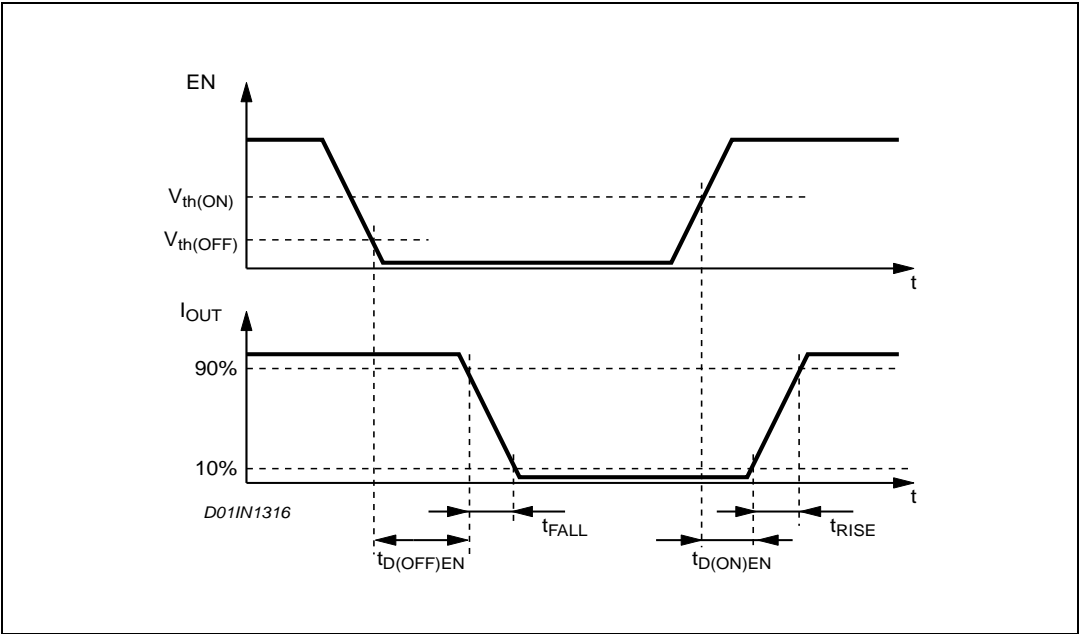 EN
Vth(ON)
Vth(OFF)
t
IOUT
90%
10%
t
D01IN1316
tFALL
tRISE
tD(OFF)EN
tD(ON)EN